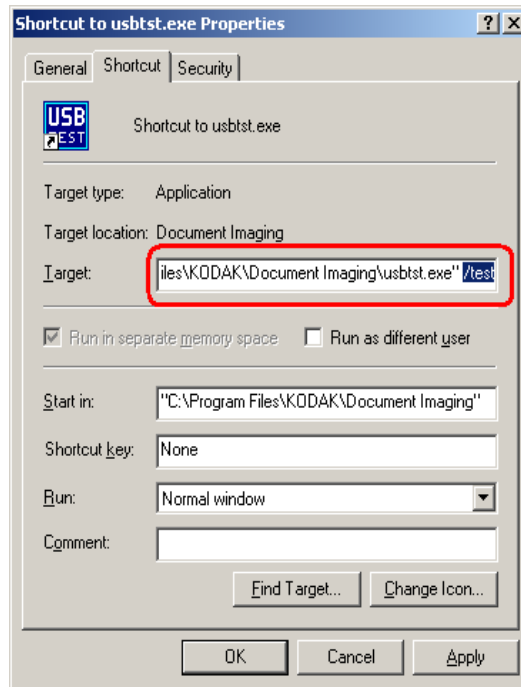 Shortcut to usbtst.exe Properties
General Shortcut Security
USB
TEST
Shortcut to usbtst.exe
Target type: Application
Target location: Document Imaging
Target: iles\KODAK\Document Imaging\usbtst.exe" /test
Run in separate memory space Run as different user
Start in: "C:\Program Files\KODAK\Document Imaging"
Shortcut key: None
Run: Normal window
Comment:
Find Target... Change Icon...
OK Cancel Apply